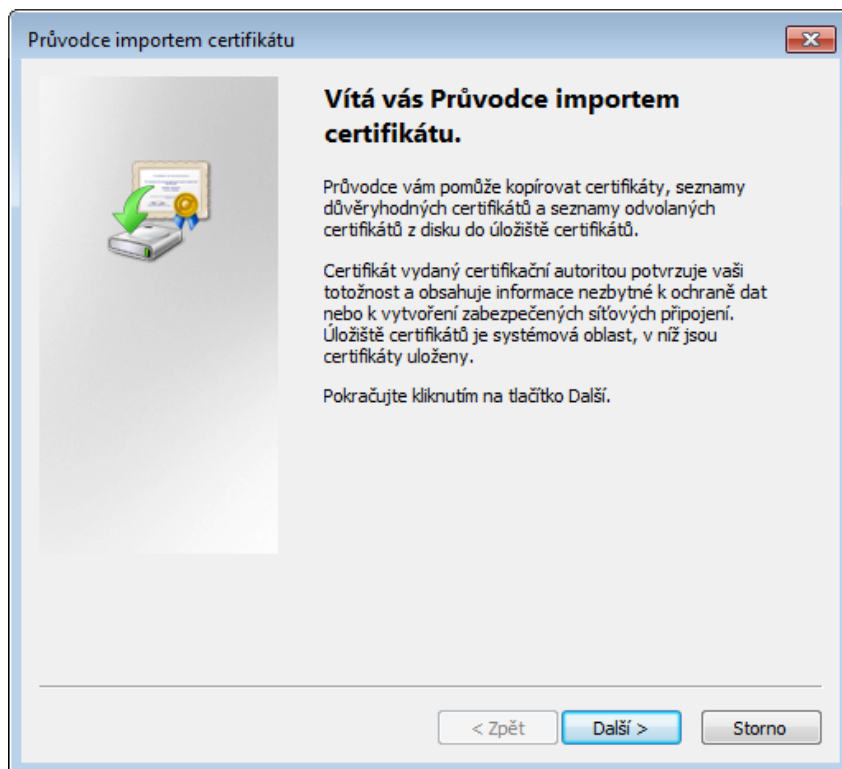 Průvodce importem certifikátu
Vítá vás Průvodce importem
certifikátu.
Průvodce vám pomůže kopírovat certifikáty, seznamy
důvěryhodných certifikátů a seznamy odvolaných
certifikátů z disku do úložiště certifikátů.
Certifikát vydaný certifikační autoritou potvrzuje vaši
totožnost a obsahuje informace nezbytné k ochraně dat
nebo k vytvoření zabezpečených síťových připojení.
Úložiště certifikátů je systémová oblast, v níž jsou
certifikáty uloženy.
Pokračujte kliknutím na tlačítko Další.
< Zpět
Další >
Storno